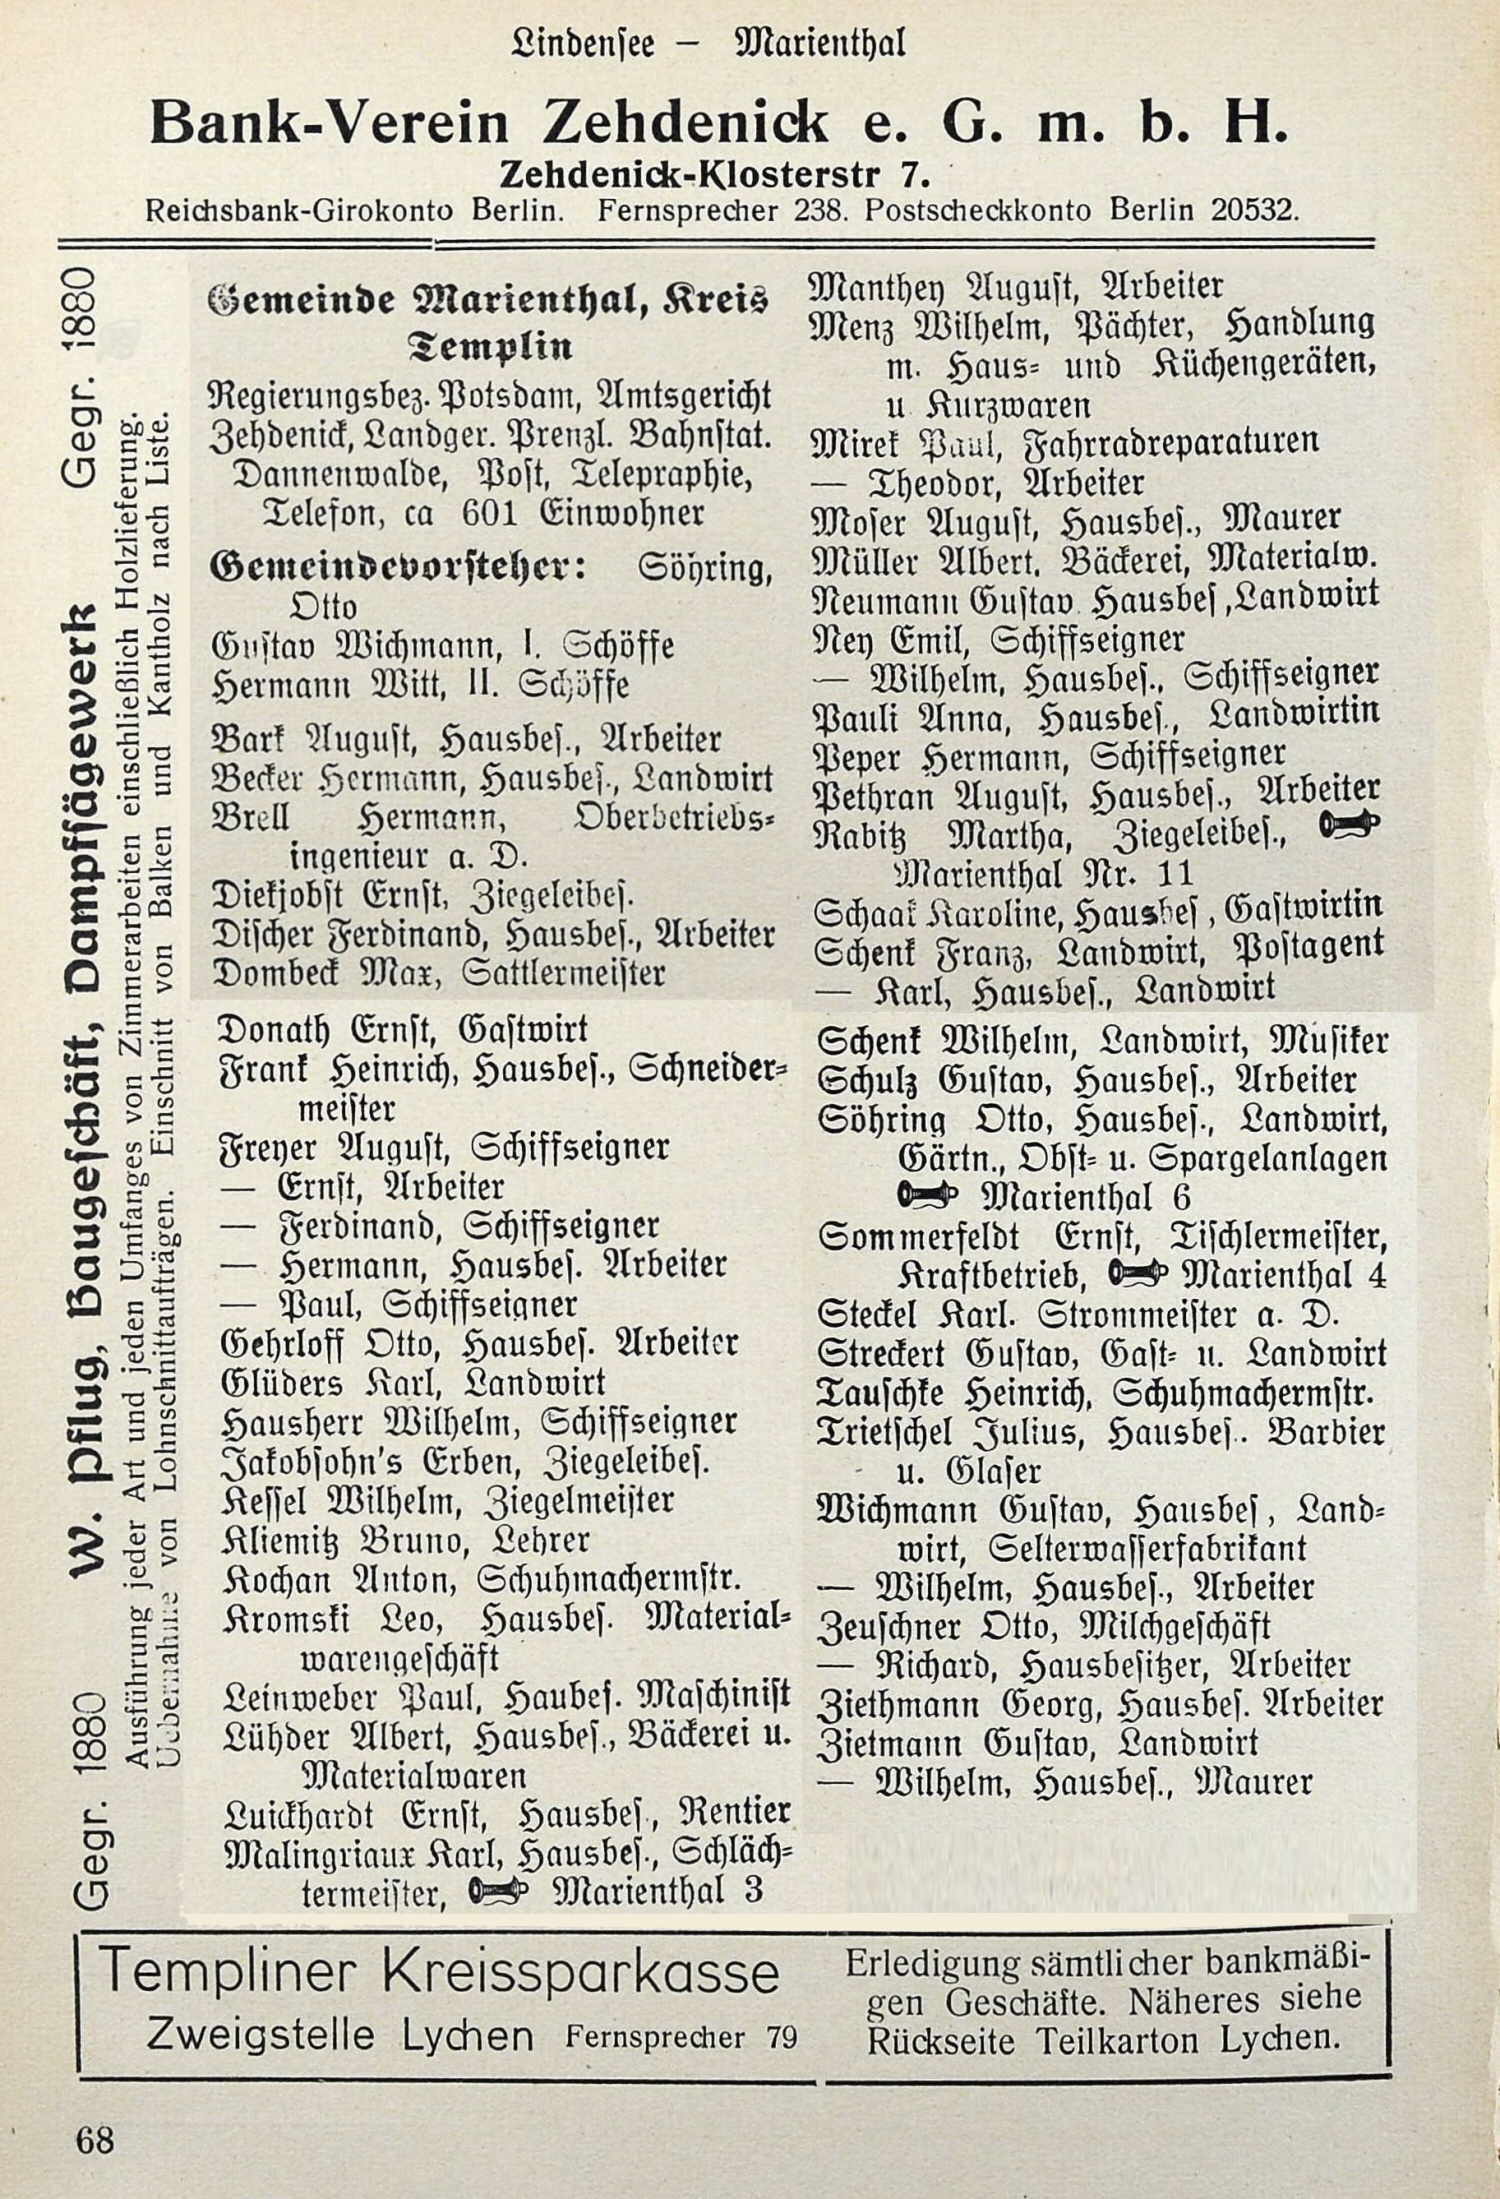 Lindensee — Marienthal
Bank-Verein Zehdenick e. G. m. b. H.
Zehdenick-Klosterstr 7.
Reichsbank-Girokonto Berlin. Fernsprecher 238. Postscheckkonto Berlin 20532.
Gegr. 1880 W. Pflug, Baugeschäft, Dampfsägewerk Gegr. 1880
Ausführung jeder Art und jeden Umfanges von Zimmerarbeiten einschließlich Holzlieferung.
Uebernahme von Lohnschnittaufträgen. Einschnitt von Balken und Kantholz nach Liste.
Gemeinde Marienthal, Kreis
Templin
Regierungsbez. Potsdam, Amtsgericht
Zehdenick, Landger. Prenzl. Bahnstat.
Dannenwalde, Post, Telepraphie,
Telefon, ca 601 Einwohner
Gemeindevorsteher: Söhring,
Otto
Gustav Wichmann, I. Schöffe
Hermann Witt, II. Schöffe
Bark August, Hausbes., Arbeiter
Becker Hermann, Hausbes., Landwirt
Brell Hermann, Oberbetriebs-
ingenieur a. D.
Diekjobst Ernst, Ziegeleibes.
Discher Ferdinand, Hausbes., Arbeiter
Dombeck Max, Sattlermeister
Donath Ernst, Gastwirt
Frank Heinrich, Hausbes., Schneider-
meister
Freyer August, Schiffseigner
— Ernst, Arbeiter
— Ferdinand, Schiffseigner
— Hermann, Hausbes. Arbeiter
— Paul, Schiffseigner
Gehrloff Otto, Hausbes. Arbeiter
Glüders Karl, Landwirt
Hausherr Wilhelm, Schiffseigner
Jakobsohn's Erben, Ziegeleibes.
Kessel Wilhelm, Ziegelmeister
Kliemitz Bruno, Lehrer
Kochan Anton, Schuhmachermstr.
Kromski Leo, Hausbes. Material-
warengeschäft
Leinweber Paul, Haubes. Maschinist
Lühder Albert, Hausbes., Bäckerei u.
Materialwaren
Luickhardt Ernst, Hausbes., Rentier
Malingriaux Karl, Hausbes., Schläch-
termeister, Marienthal 3
Manthey August, Arbeiter
Menz Wilhelm, Pächter, Handlung
m. Haus- und Küchengeräten,
u. Kurzwaren
Mirek Paul, Fahrradreparaturen
— Theodor, Arbeiter
Moser August, Hausbes., Maurer
Müller Albert. Bäckerei, Materialw.
Neumann Gustav. Hausbes, Landwirt
Ney Emil, Schiffseigner
— Wilhelm, Hausbes., Schiffseigner
Pauli Anna, Hausbes., Landwirtin
Peper Hermann, Schiffseigner
Pethran August, Hausbes., Arbeiter
Rabitz Martha, Ziegeleibes.,
Marienthal Nr. 11
Schaak Karoline, Hausbes, Gastwirtin
Schenk Franz, Landwirt, Postagent
— Karl, Hausbes., Landwirt
Schenk Wilhelm, Landwirt, Musiker
Schulz Gustav, Hausbes., Arbeiter
Söhring Otto, Hausbes., Landwirt,
Gärtn., Obst- u. Spargelanlagen
Marienthal 6
Sommerfeldt Ernst, Tischlermeister,
Kraftbetrieb, Marienthal 4
Steckel Karl. Strommeister a. D.
Streckert Gustav, Gast- u. Landwirt
Tauschke Heinrich, Schuhmachermstr.
Trietschel Julius, Hausbes.. Barbier
u. Glaser
Wichmann Gustav, Hausbes, Land-
wirt, Selterwasserfabrikant
— Wilhelm, Hausbes., Arbeiter
Zeuschner Otto, Milchgeschäft
— Richard, Hausbesitzer, Arbeiter
Ziethmann Georg, Hausbes. Arbeiter
Zietmann Gustav, Landwirt
— Wilhelm, Hausbes., Maurer
Templiner Kreissparkasse
Zweigstelle Lychen Fernsprecher 79
Erledigung sämtlicher bankmäßi-
gen Geschäfte. Näheres siehe
Rückseite Teilkarton Lychen.
68